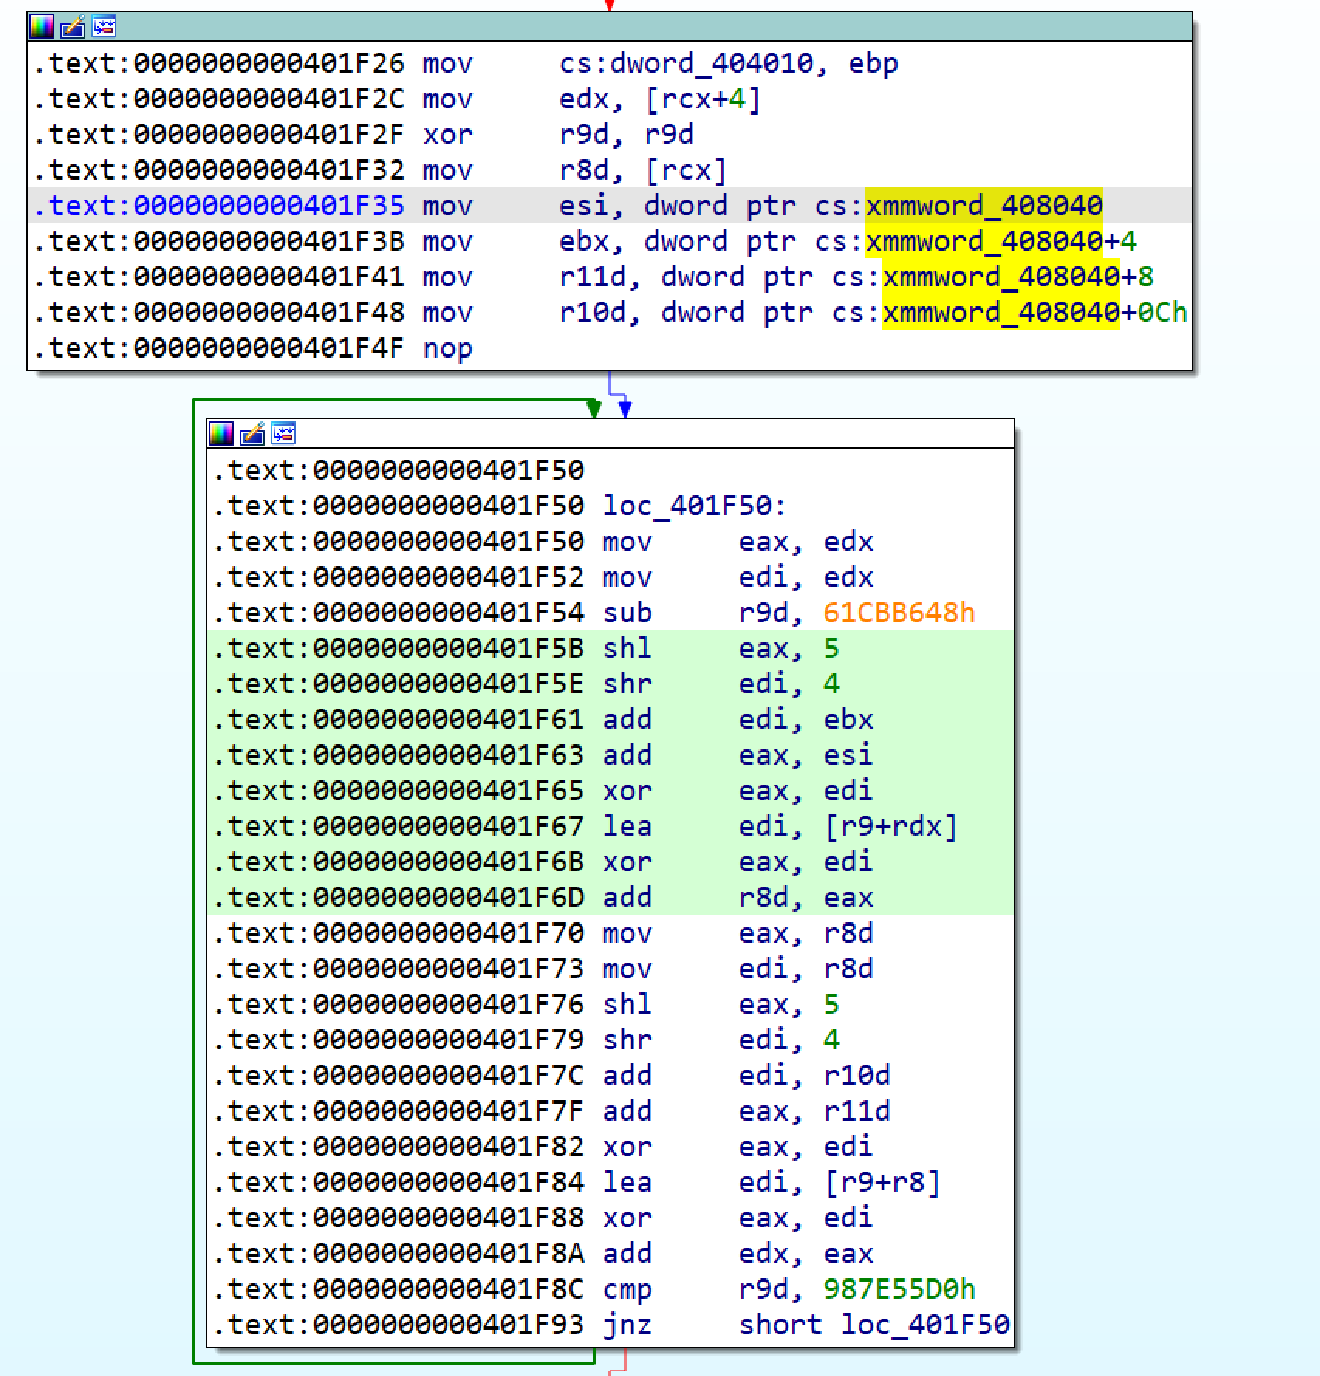 .text:0000000000401F26 mov cs:dword_404010, ebp
.text:0000000000401F2C mov edx, [rcx+4]
.text:0000000000401F2F xor r9d, r9d
.text:0000000000401F32 mov r8d, [rcx]
.text:0000000000401F35 mov esi, dword ptr cs:xmmword_408040
.text:0000000000401F3B mov ebx, dword ptr cs:xmmword_408040+4
.text:0000000000401F41 mov r11d, dword ptr cs:xmmword_408040+8
.text:0000000000401F48 mov r10d, dword ptr cs:xmmword_408040+0Ch
.text:0000000000401F4F nop
.text:0000000000401F50
.text:0000000000401F50 loc_401F50:
.text:0000000000401F50 mov eax, edx
.text:0000000000401F52 mov edi, edx
.text:0000000000401F54 sub r9d, 61CBB648h
.text:0000000000401F5B shl eax, 5
.text:0000000000401F5E shr edi, 4
.text:0000000000401F61 add edi, ebx
.text:0000000000401F63 add eax, esi
.text:0000000000401F65 xor eax, edi
.text:0000000000401F67 lea edi, [r9+rdx]
.text:0000000000401F6B xor eax, edi
.text:0000000000401F6D add r8d, eax
.text:0000000000401F70 mov eax, r8d
.text:0000000000401F73 mov edi, r8d
.text:0000000000401F76 shl eax, 5
.text:0000000000401F79 shr edi, 4
.text:0000000000401F7C add edi, r10d
.text:0000000000401F7F add eax, r11d
.text:0000000000401F82 xor eax, edi
.text:0000000000401F84 lea edi, [r9+r8]
.text:0000000000401F88 xor eax, edi
.text:0000000000401F8A add edx, eax
.text:0000000000401F8C cmp r9d, 987E55D0h
.text:0000000000401F93 jnz short loc_401F50